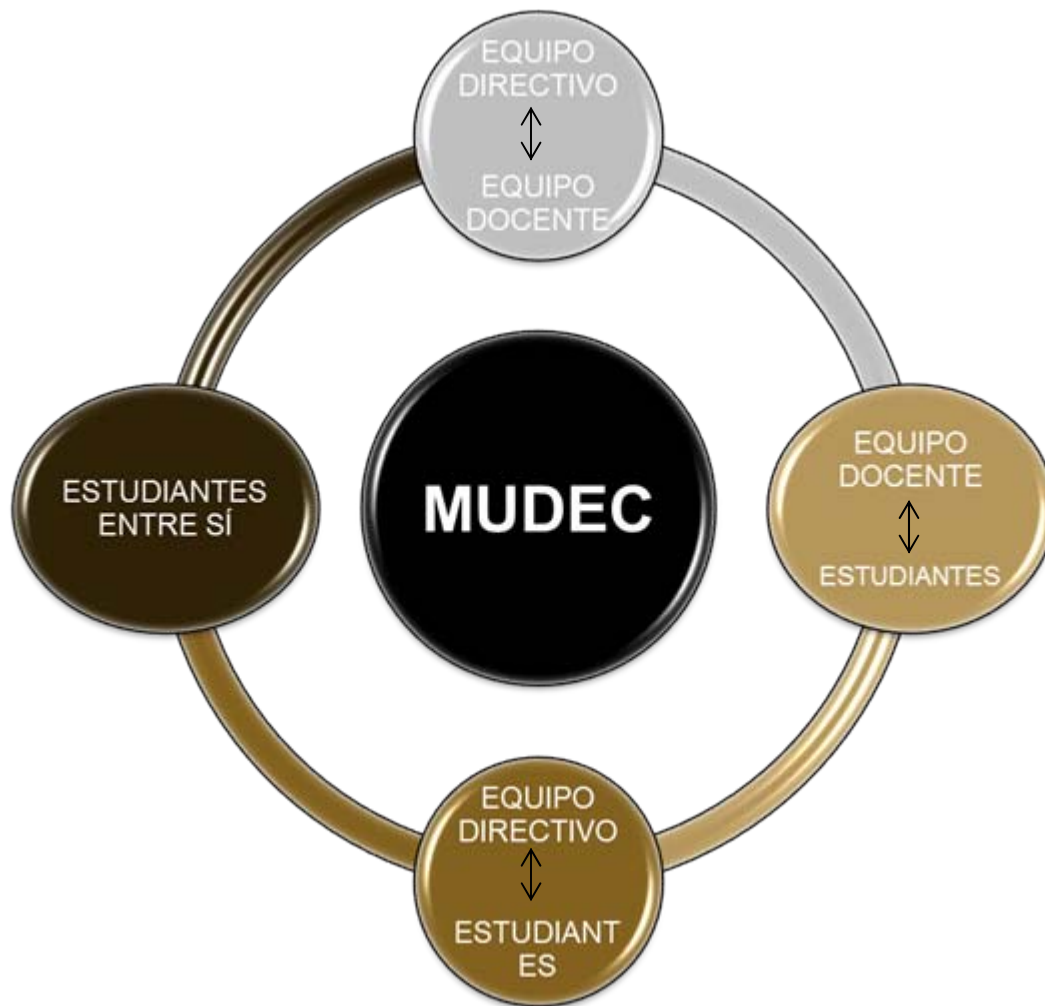 EQUIPO
DIRECTIVO
EQUIPO
DOCENTE
EQUIPO
DOCENTE
ESTUDIANTES
EQUIPO
DIRECTIVO
ESTUDIANT
ES
ESTUDIANTES
ENTRE SÍ
MUDEC